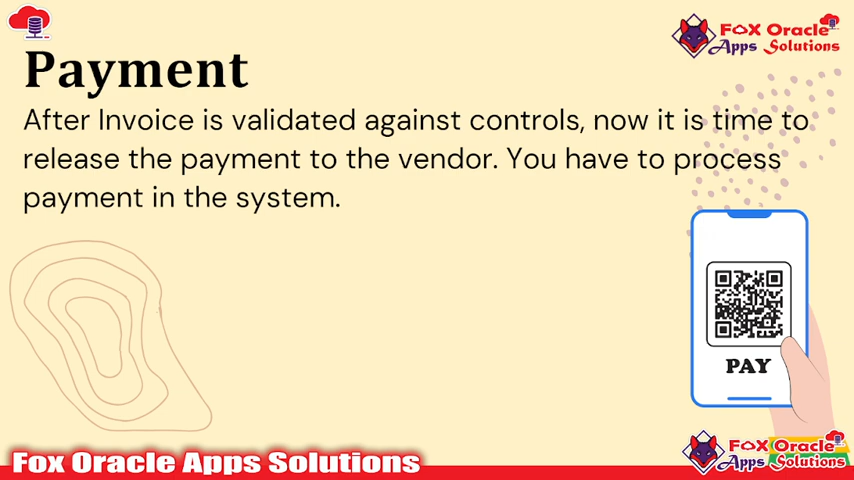 FOX Oracle
Apps Solutions
Payment
After Invoice is validated against controls, now it is time to
release the payment to the vendor. You have to process
payment in the system.
PAY
Fox Oracle Apps Solutions
FOX Oracle
Apps Solutions